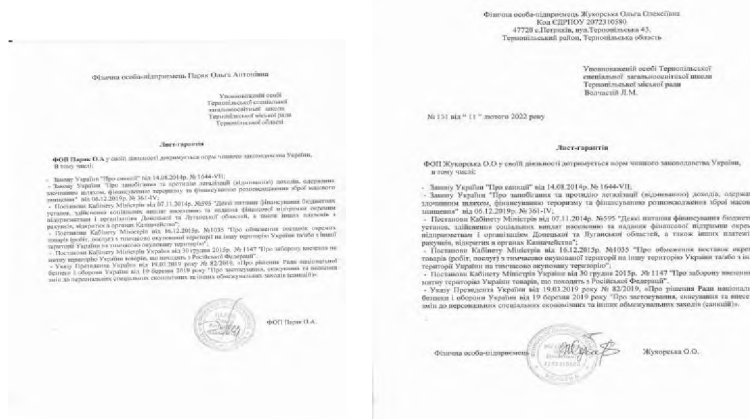 Фізична особа-підприємець Парик Ольга Антонівна
Уповноваженій особі
Тернопільської спеціальної
загальноосвітньої школи
Тернопільської міської ради
Тернопільської області
Лист-гарантія
ФОП Парик О.А у своїй діяльності дотримується норм чинного законодавства України,
В тому числі:
- Закону України "Про санкції" від 14.08.2014р. № 1644-VII;
- Закону України "Про запобігання та протидію легалізації (відмиванню) доходів, одержаних
злочинним шляхом, фінансуванню тероризму та фінансуванню розповсюдження зброї масового
знищення" від 06.12.2019р. № 361-IV;
- Постанови Кабінету Міністрів від 07.11.2014р. №595 "Деякі питання фінансування бюджетних
установ, здійснення соціальних виплат населенню та надання фінансової підтримки окремим
підприємствам і організаціям Донецької та Луганської областей, а також інших платежів з
рахунків, відкритих в органах Казначейства";
- Постанови Кабінету Міністрів від 16.12.2015р. №1035 "Про обмеження поставок окремих
товарів (робіт, послуг) з тимчасово окупованої території на іншу територію України та/або з іншої
території України на тимчасово окуповану територію";
- Постанови Кабінету Міністрів України від 30 грудня 2015р. № 1147 "Про заборону ввезення на
митну територію України товарів, що походять з Російської Федерації".
- Указу Президента України від 19.03.2019 року № 82/2019, «Про рішення Ради національної
безпеки і оборони України від 19 березня 2019 року "Про застосування, скасування та внесення
змін до персональних спеціальних економічних та інших обмежувальних заходів (санкцій)».
ФОП Парик О.А.
Фізична особа-підприємець Жукорська Ольга Олексіївна
Код ЄДРПОУ 2072310580
47720 с.Петриків, вул.Тернопільська 43,
Тернопільський район, Тернопільська область
Уповноваженій особі Тернопільської
спеціальної загальноосвітньої школи
Тернопільської міської ради
Волчастій Л.М.
№ 131 від " 11 " лютого 2022 року
Лист-гарантія
ФОП Жукорська О.О у своїй діяльності дотримується норм чинного законодавства України,
В тому числі:
- Закону України "Про санкції" від 14.08.2014р. № 1644-VII;
- Закону України "Про запобігання та протидію легалізації (відмиванню) доходів, одержа
злочинним шляхом, фінансуванню тероризму та фінансуванню розповсюдження зброї масов
знищення" від 06.12.2019р. № 361-IV;
- Постанови Кабінету Міністрів від 07.11.2014р. №595 "Деякі питання фінансування бюджетн
установ, здійснення соціальних виплат населенню та надання фінансової підтримки окрем
підприємствам і організаціям Донецької та Луганської областей, а також інших платежі
рахунків, відкритих в органах Казначейства";
- Постанови Кабінету Міністрів від 16.12.2015р. №1035 "Про обмеження поставок окрем
товарів (робіт, послуг) з тимчасово окупованої території на іншу територію України та/або з ін
території України на тимчасово окуповану територію";
- Постанови Кабінету Міністрів України від 30 грудня 2015р. № 1147 "Про заборону ввезення
митну територію України товарів, що походять з Російської Федерації".
- Указу Президента України від 19.03.2019 року № 82/2019, «Про рішення Ради національн
безпеки і оборони України від 19 березня 2019 року "Про застосування, скасування та внесе
змін до персональних спеціальних економічних та інших обмежувальних заходів (санкцій)».
Фізична особа-підприємець
Жукорська О.О.